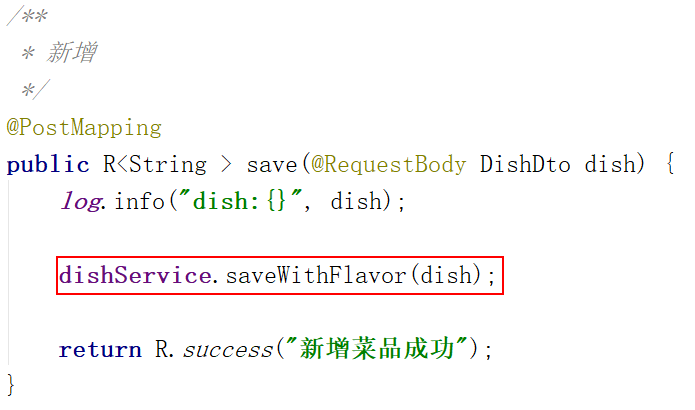 /**
 * 新增
 */
@PostMapping
public R<String > save(@RequestBody DishDto dish) {
    log.info("dish:{}", dish);
    dishService.saveWithFlavor(dish);
    return R.success("新增菜品成功");
}